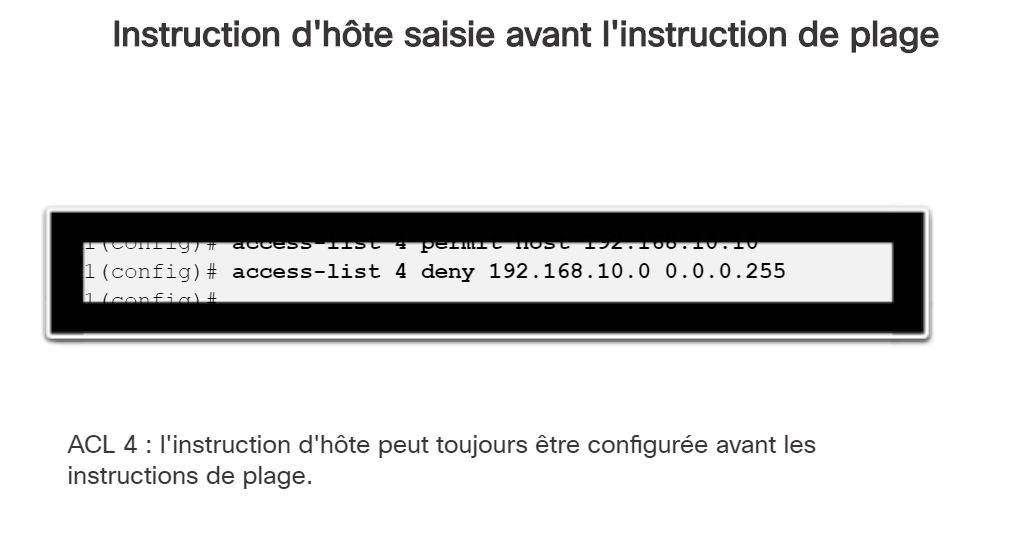 Instruction d'hôte saisie avant l'instruction de plage
1(config)# access-list 4 permit host 192.168.10.10
1(config)# access-list 4 deny 192.168.10.0 0.0.0.255
1(config)#
ACL 4 : l'instruction d'hôte peut toujours être configurée avant les
instructions de plage.